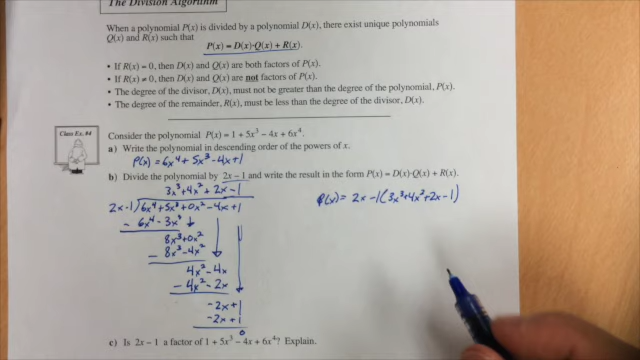 The Division Algorithm
When a polynomial P(x) is divided by a polynomial D(x), there exist unique polynomials
Q(x) and R(x) such that
P(x) = D(x)·Q(x) + R(x).
• If R(x) = 0, then D(x) and Q(x) are both factors of P(x).
• If R(x) ≠ 0, then D(x) and Q(x) are not factors of P(x).
• The degree of the divisor, D(x), must not be greater than the degree of the polynomial, P(x).
• The degree of the remainder, R(x), must be less than the degree of the divisor, D(x).
Class Ex. #4
Consider the polynomial P(x) = 1 + 5x³ – 4x + 6x⁴.
a) Write the polynomial in descending order of the powers of x.
P(x) = 6x⁴ + 5x³ - 4x + 1
b) Divide the polynomial by 2x – 1 and write the result in the form P(x) = D(x)·Q(x) + R(x).
3x³ + 4x² + 2x - 1
2x - 1) 6x⁴ + 5x³ + 0x² - 4x + 1
P(x) = 2x - 1(3x³ + 4x² + 2x - 1)
- 6x⁴ - 3x³
8x³ + 0x²
- 8x³ - 4x²
4x² - 4x
- 4x² - 2x
-2x + 1
-2x + 1
0
c) Is 2x – 1 a factor of 1 + 5x³ – 4x + 6x⁴? Explain.